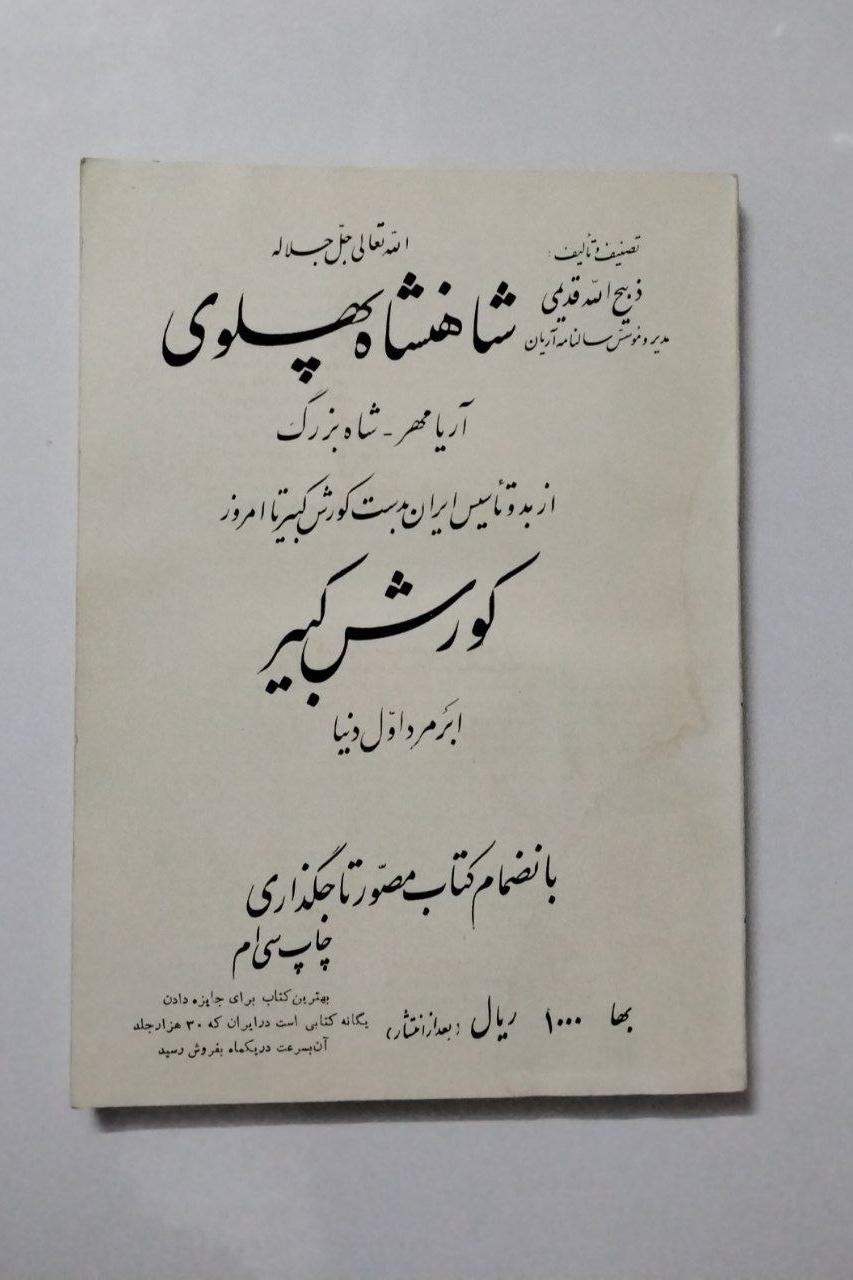 الله تعالی جلّ جلاله
تصنیف و تألیف :
ذبیح الله قدیمی
مدیر و مؤسس سالنامه آریان
شاهنشاه پهلوی
آریامهر - شاه بزرگ
از بدو تأسیس ایران بدست کورش کبیر تا امروز
کورش کبیر
ابرمرد اوّل دنیا
بانضمام کتاب مصوّر تاجگذاری
چاپ سی ام
بها ۱۰۰۰ ریال (بعد از انتشار)
بهترین کتاب برای جایزه دادن
یگانه کتابی است در ایران که ۳۰ هزار جلد
آن بسرعت در یکماه بفروش رسید